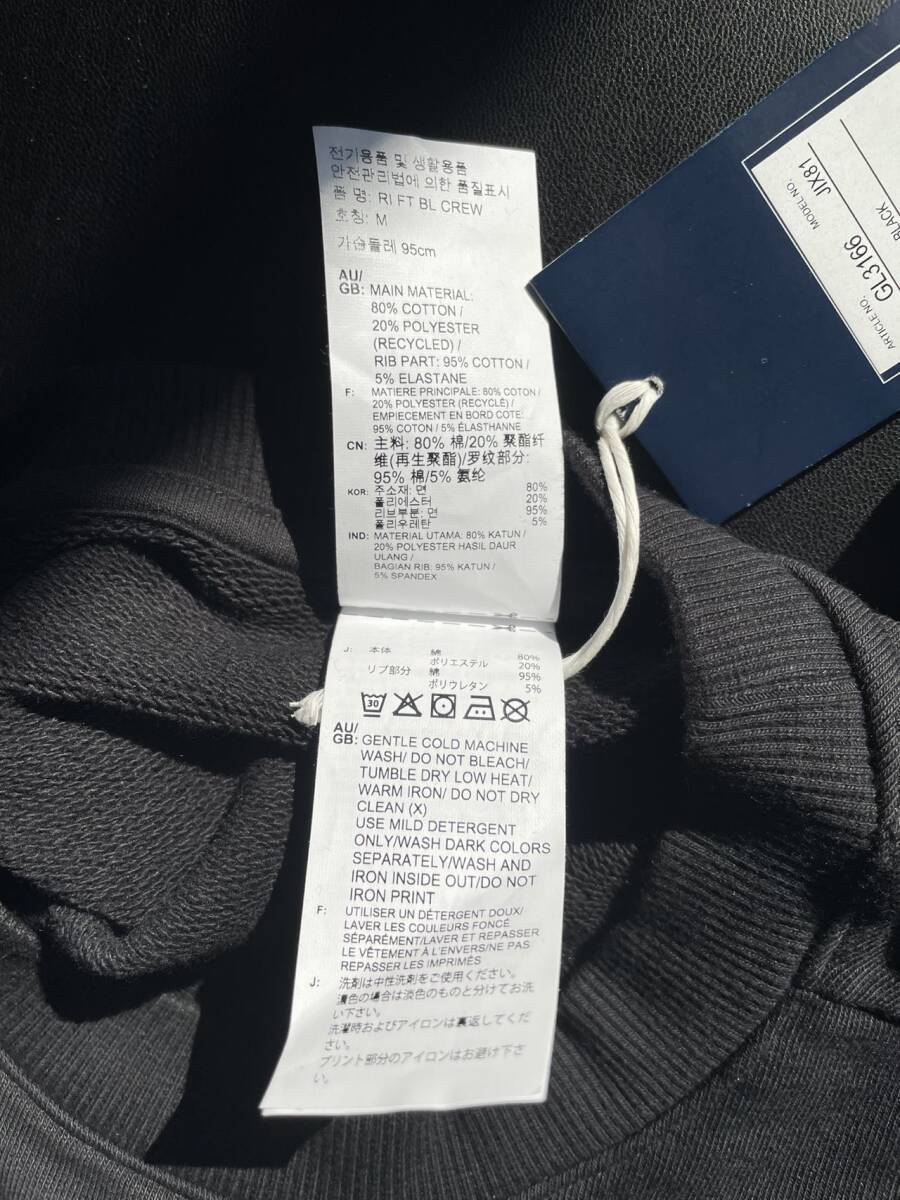 전기용품 및 생활용품
안전관리법에 의한 품질표시
품 명: RI FT BL CREW
호칭: M
가슴둘레 95cm
AU/
GB: MAIN MATERIAL:
80% COTTON /
20% POLYESTER
(RECYCLED) /
RIB PART: 95% COTTON /
5% ELASTANE
F: MATIERE PRINCIPALE: 80% COTON /
20% POLYESTER (RECYCLÉ) /
EMPIECEMENT EN BORD COTE:
95% COTON / 5% ÉLASTHANNE
CN: 主料: 80% 棉/20% 聚酯纤
维(再生聚酯)/罗纹部分:
95% 棉/5% 氨纶
KOR: 주소재: 면 80%
폴리에스터 20%
리브부분: 면 95%
폴리우레탄 5%
IND: MATERIAL UTAMA: 80% KATUN /
20% POLYESTER HASIL DAUR
ULANG /
BAGIAN RIB: 95% KATUN /
5% SPANDEX
J: 本体 綿 80%
ポリエステル 20%
リブ部分 綿 95%
ポリウレタン 5%
30
AU/
GB: GENTLE COLD MACHINE
WASH/ DO NOT BLEACH/
TUMBLE DRY LOW HEAT/
WARM IRON/ DO NOT DRY
CLEAN (X)
USE MILD DETERGENT
ONLY/WASH DARK COLORS
SEPARATELY/WASH AND
IRON INSIDE OUT/DO NOT
IRON PRINT
F: UTILISER UN DÉTERGENT DOUX/
LAVER LES COULEURS FONCÉ
SÉPARÉMENT/LAVER ET REPASSER
LE VÊTEMENT À L'ENVERS/NE PAS
REPASSER LES IMPRIMÉS
J: 洗剤は中性洗剤をご使用ください。
濃色の場合は淡色のものと分けてお洗
い下さい。
洗濯時およびアイロンは裏返してくだ
さい。
プリント部分のアイロンはお避け下さ
い。
ARTICLE NO.
GL3166
BLACK
MODEL NO.
JIX81